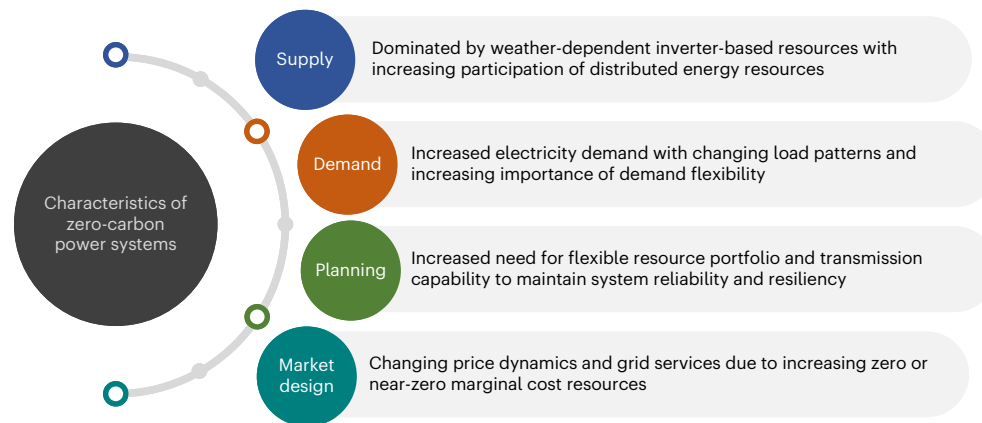 Characteristics of
zero-carbon
power systems
Supply
Dominated by weather-dependent inverter-based resources with
increasing participation of distributed energy resources
Demand
Increased electricity demand with changing load patterns and
increasing importance of demand flexibility
Planning
Increased need for flexible resource portfolio and transmission
capability to maintain system reliability and resiliency
Market
design
Changing price dynamics and grid services due to increasing zero or
near-zero marginal cost resources